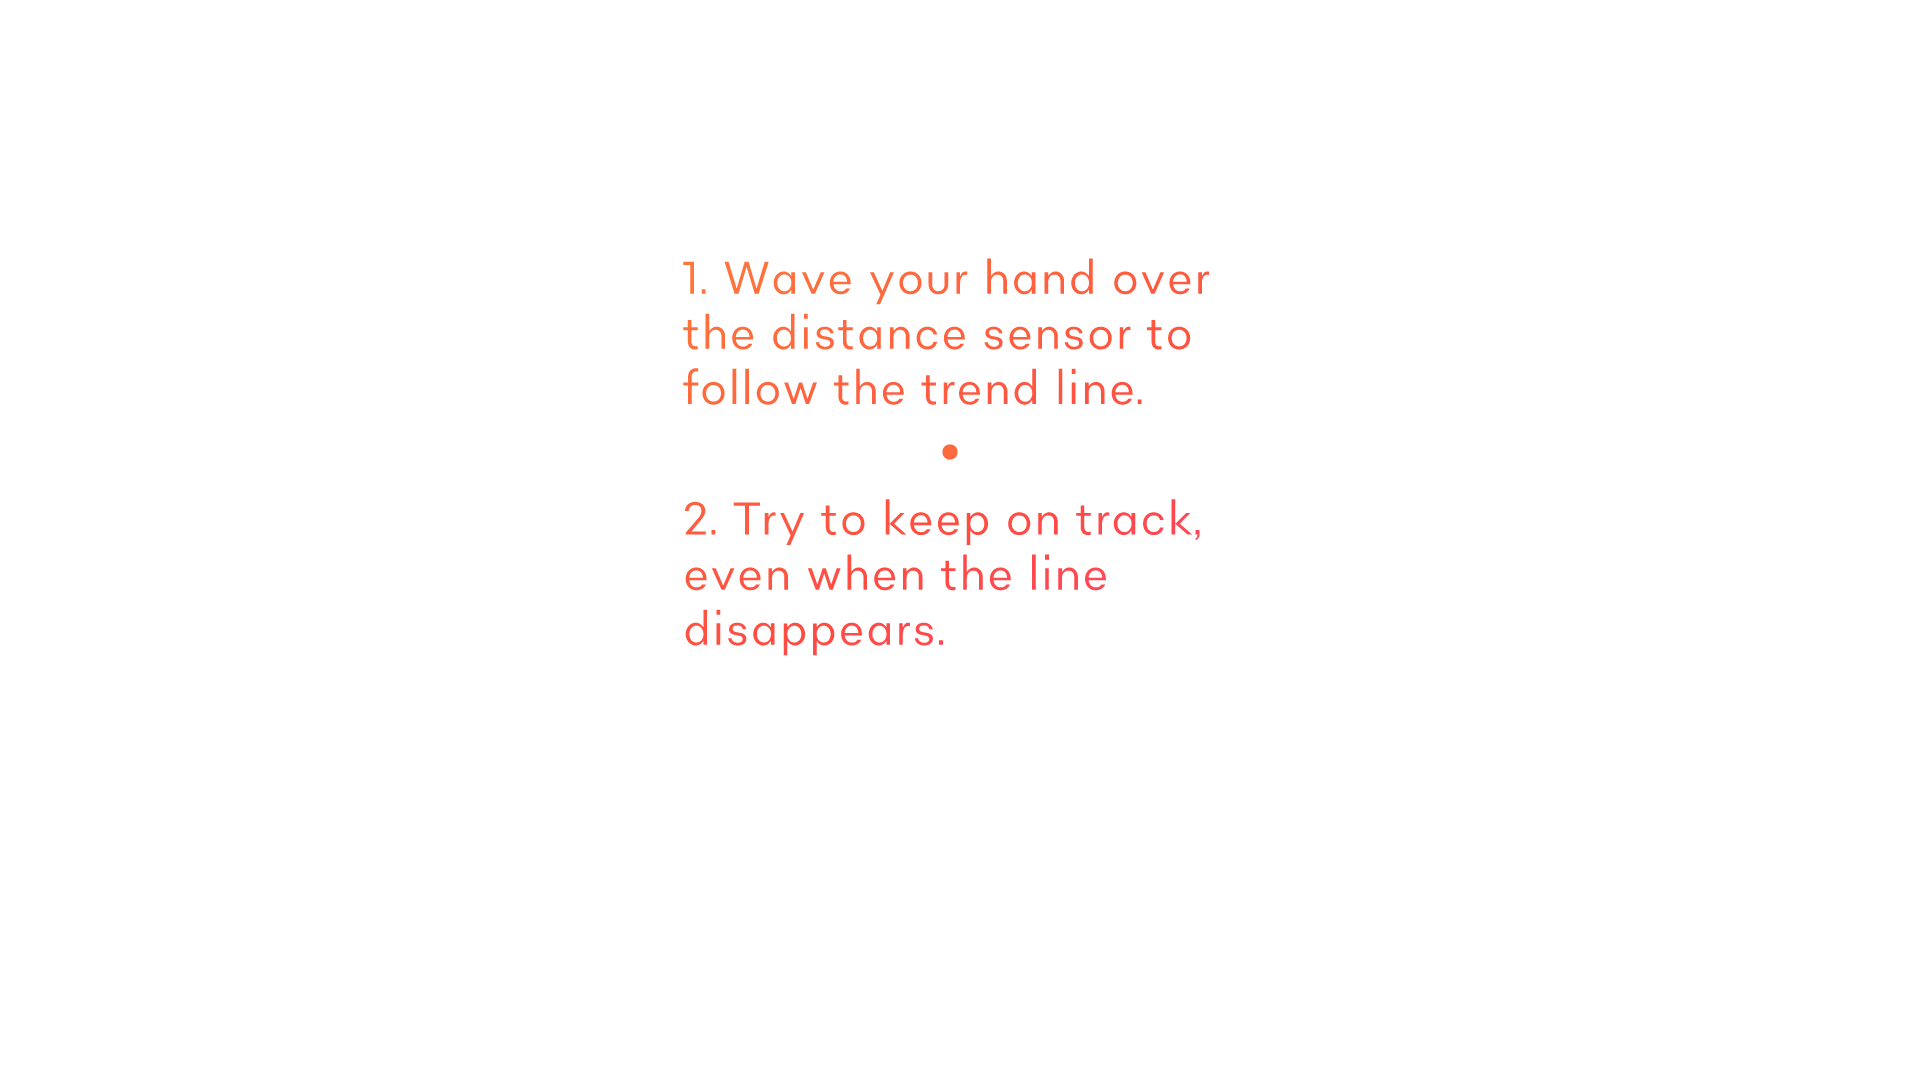 1. Wave your hand over
the distance sensor to
follow the trend line.
2. Try to keep on track,
even when the line
disappears.